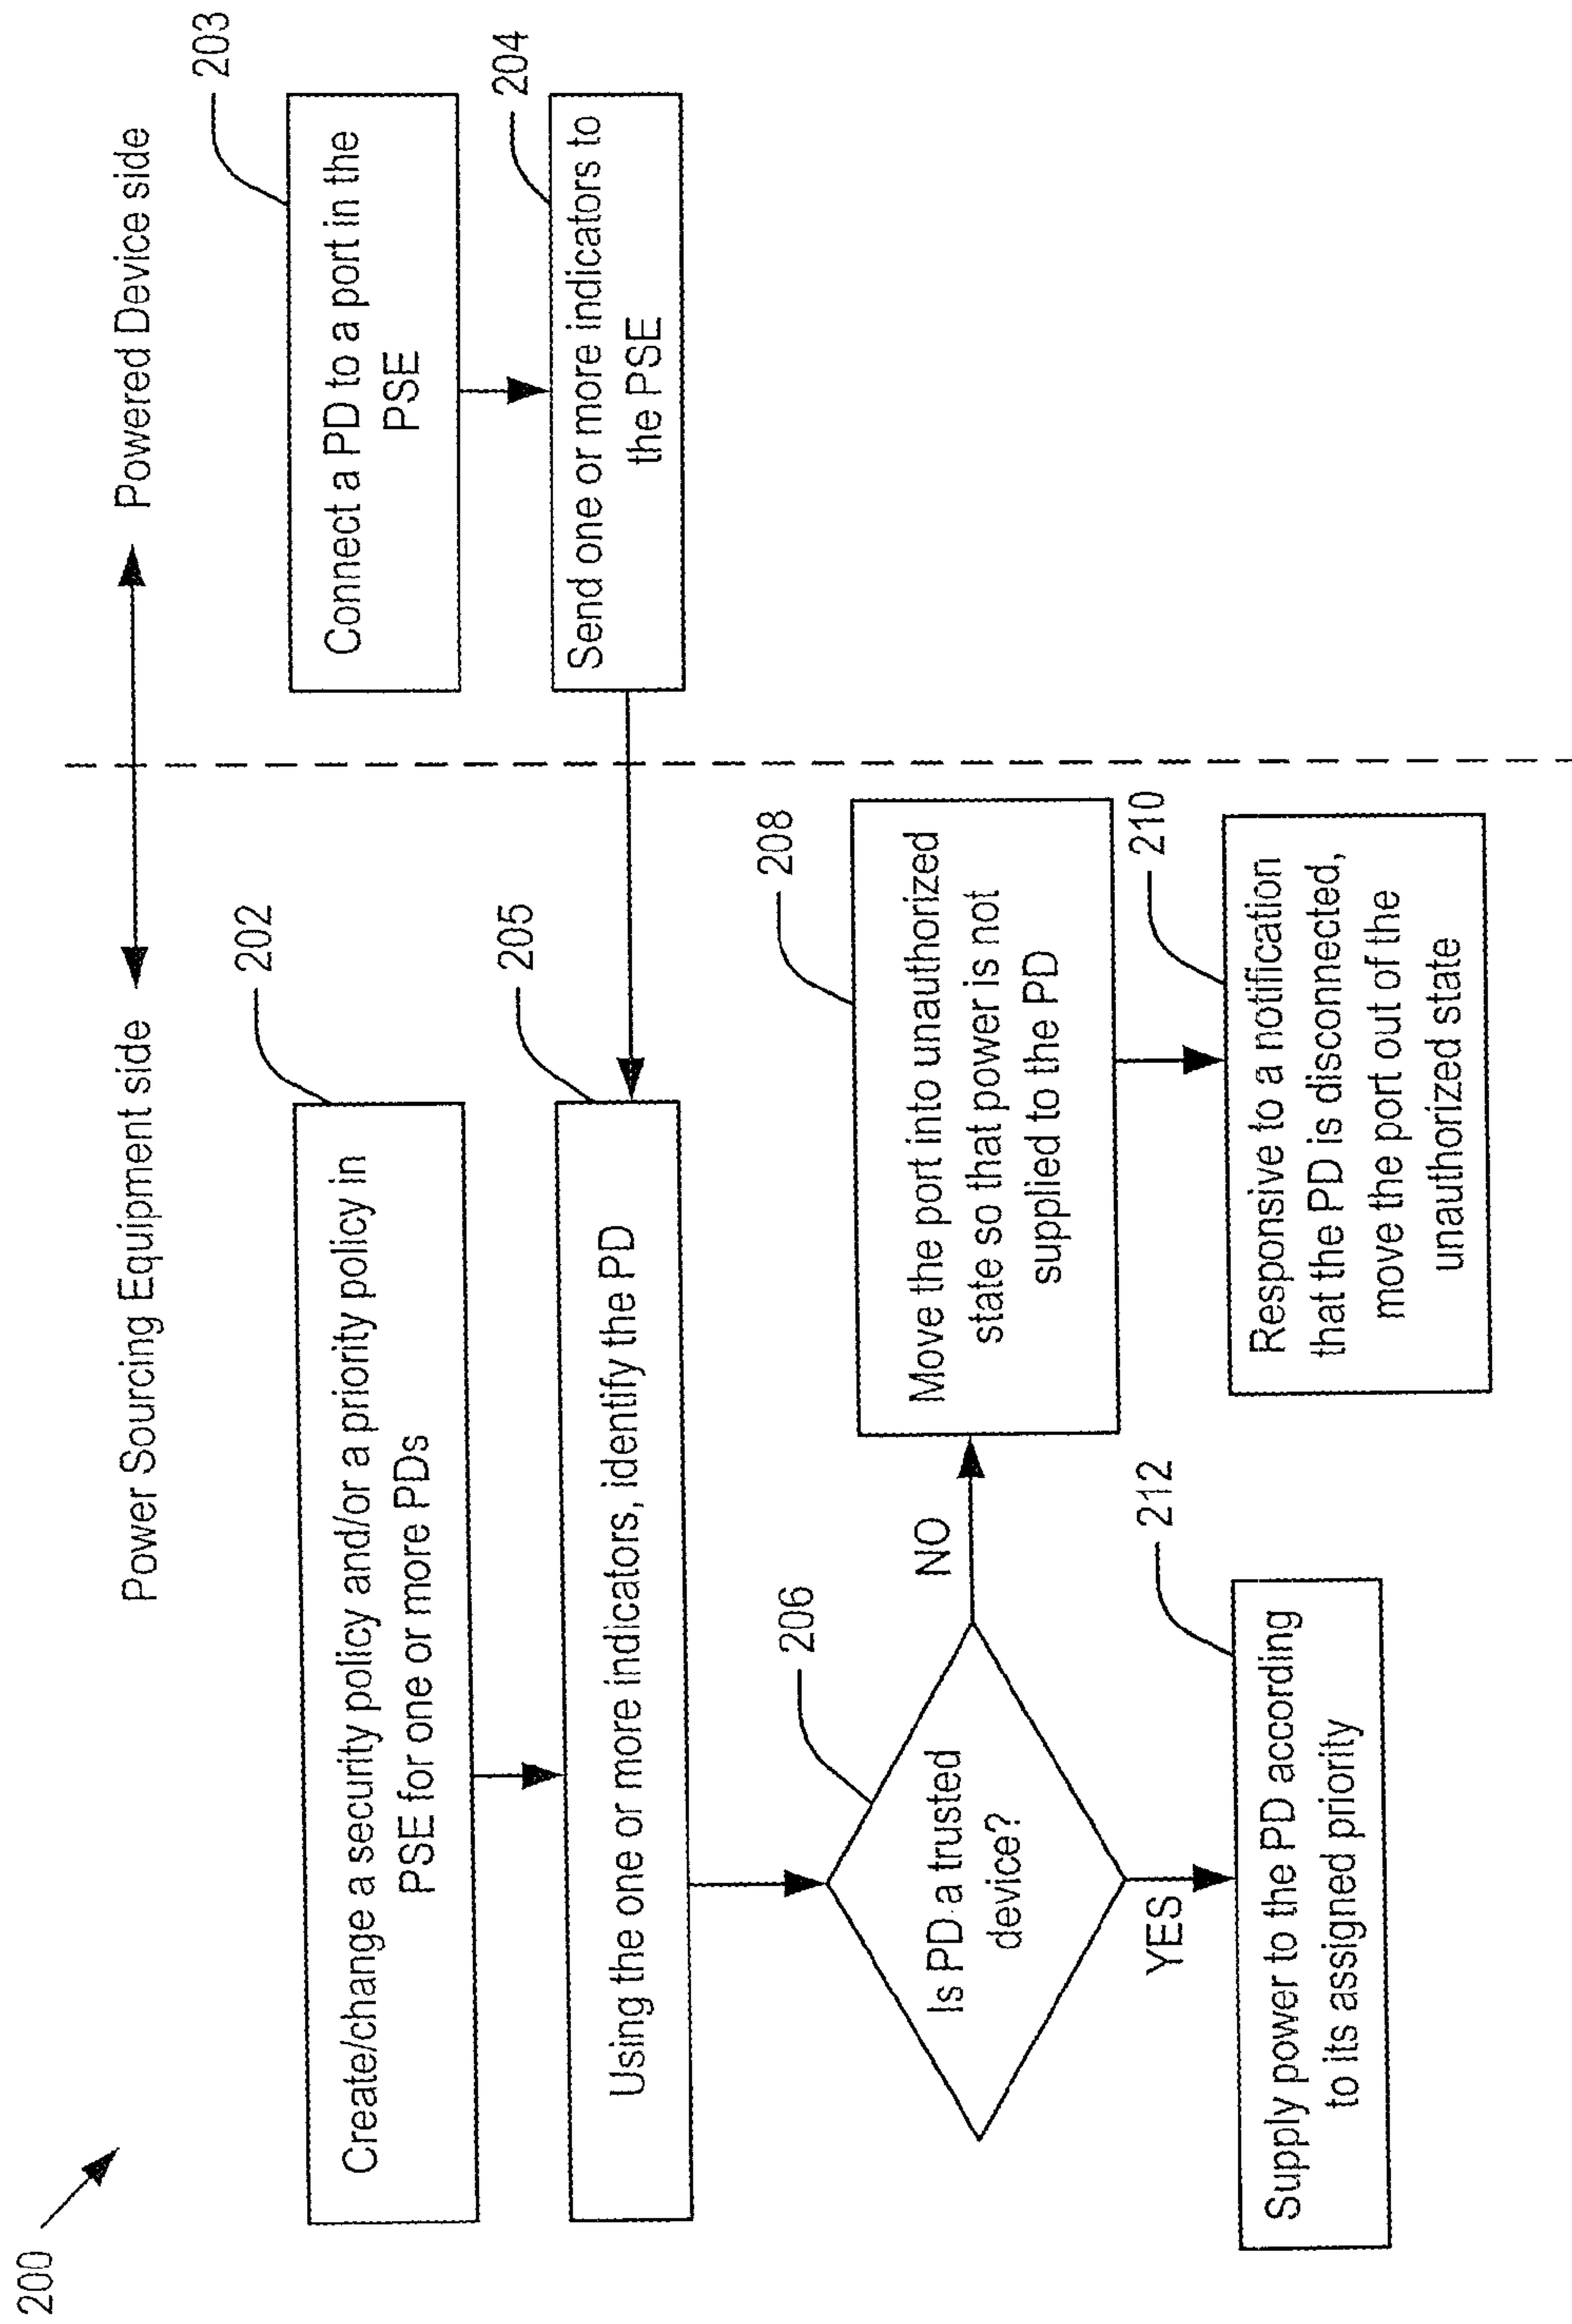 200
Power Sourcing Equipment side
Powered Device side
202
Create/change a security policy and/or a priority policy in
PSE for one or more PDs
203
Connect a PD to a port in the
PSE
204
Send one or more indicators to
the PSE
205
Using the one or more indicators, identify the PD
206
Is PD a trusted
device?
NO
208
Move the port into unauthorized
state so that power is not
supplied to the PD
210
Responsive to a notification
that the PD is disconnected,
move the port out of the
unauthorized state
YES
212
Supply power to the PD according
to its assigned priority